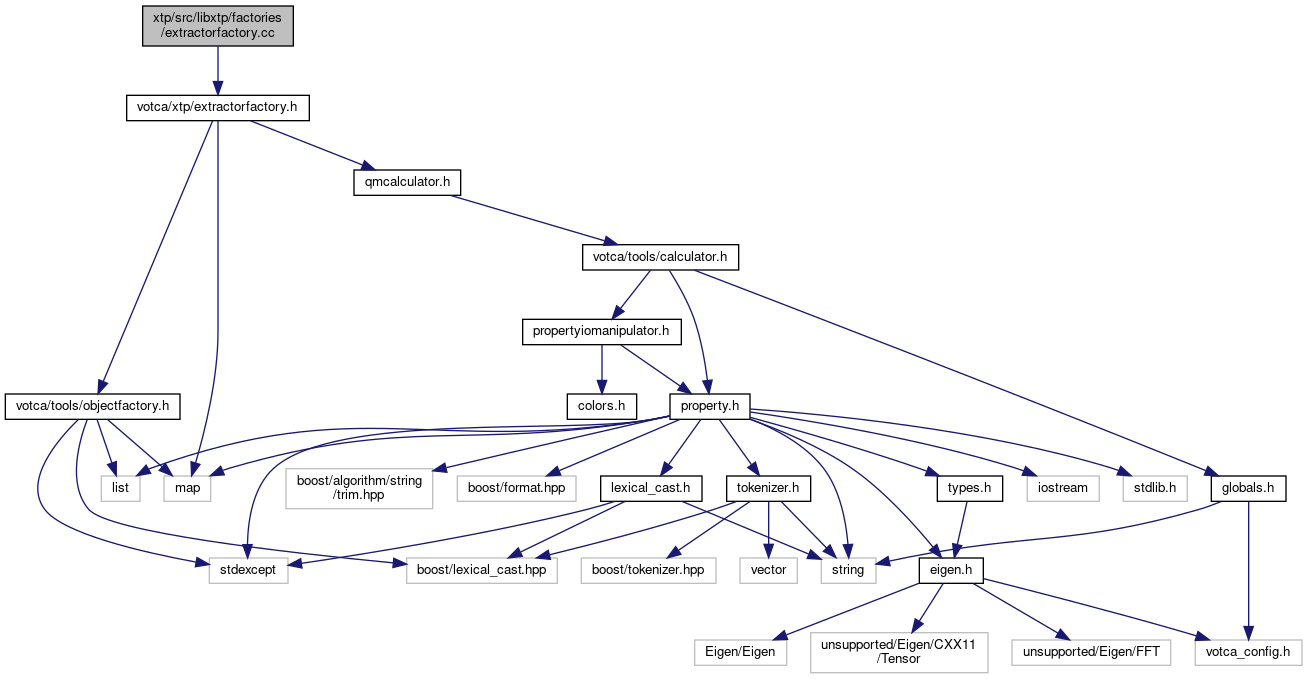 xtp/src/libxtp/factories
/extractorfactory.cc
votca/xtp/extractorfactory.h
qmcalculator.h
votca/tools/calculator.h
propertyiomanipulator.h
votca/tools/objectfactory.h
colors.h
property.h
list
map
boost/algorithm/string
/trim.hpp
boost/format.hpp
lexical_cast.h
tokenizer.h
types.h
iostream
stdlib.h
globals.h
stdexcept
boost/lexical_cast.hpp
boost/tokenizer.hpp
vector
string
eigen.h
Eigen/Eigen
unsupported/Eigen/CXX11
/Tensor
unsupported/Eigen/FFT
votca_config.h